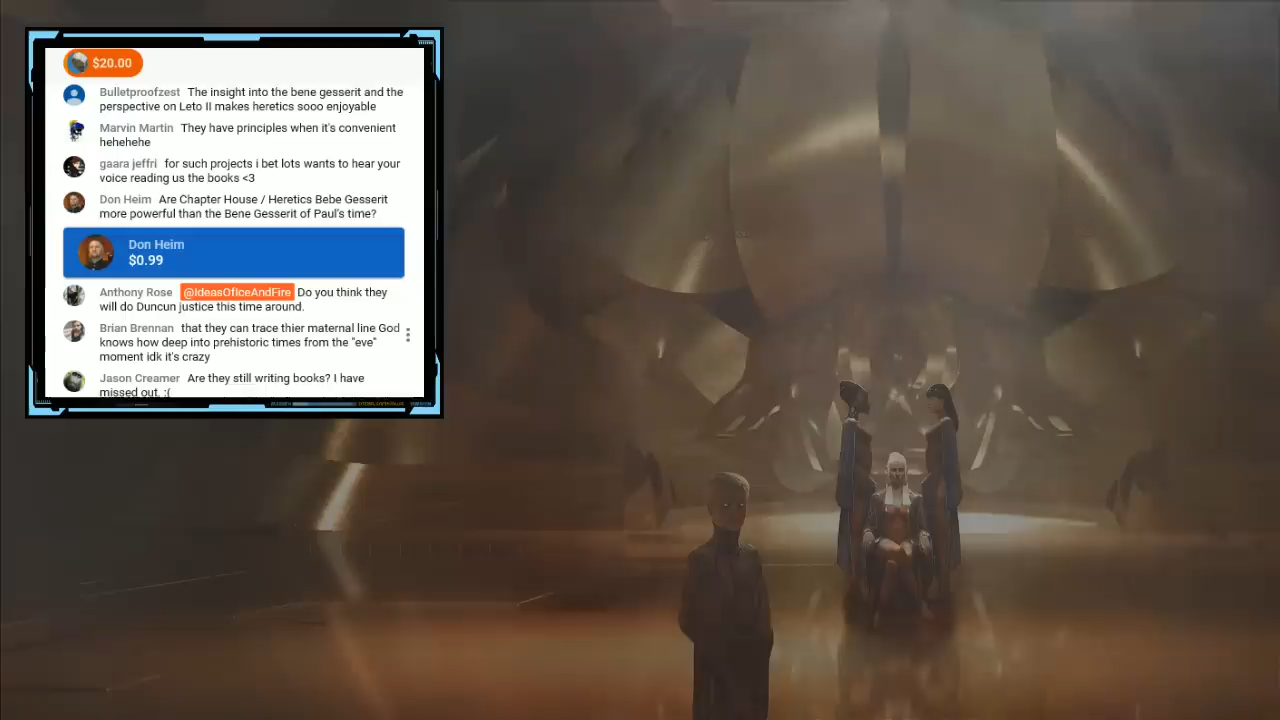 $20.00
Bulletproofzest The insight into the bene gesserit and the
perspective on Leto II makes heretics sooo enjoyable
Marvin Martin They have principles when it's convenient
hehehehe
gaara jeffri for such projects i bet lots wants to hear your
voice reading us the books <3
Don Heim Are Chapter House / Heretics Bebe Gesserit
more powerful than the Bene Gesserit of Paul's time?
Don Heim
$0.99
Anthony Rose @IdeasOfIceAndFire Do you think they
will do Duncun justice this time around.
Brian Brennan that they can trace thier maternal line God
knows how deep into prehistoric times from the "eve"
moment idk it's crazy
Jason Creamer Are they still writing books? I have
missed out. :(